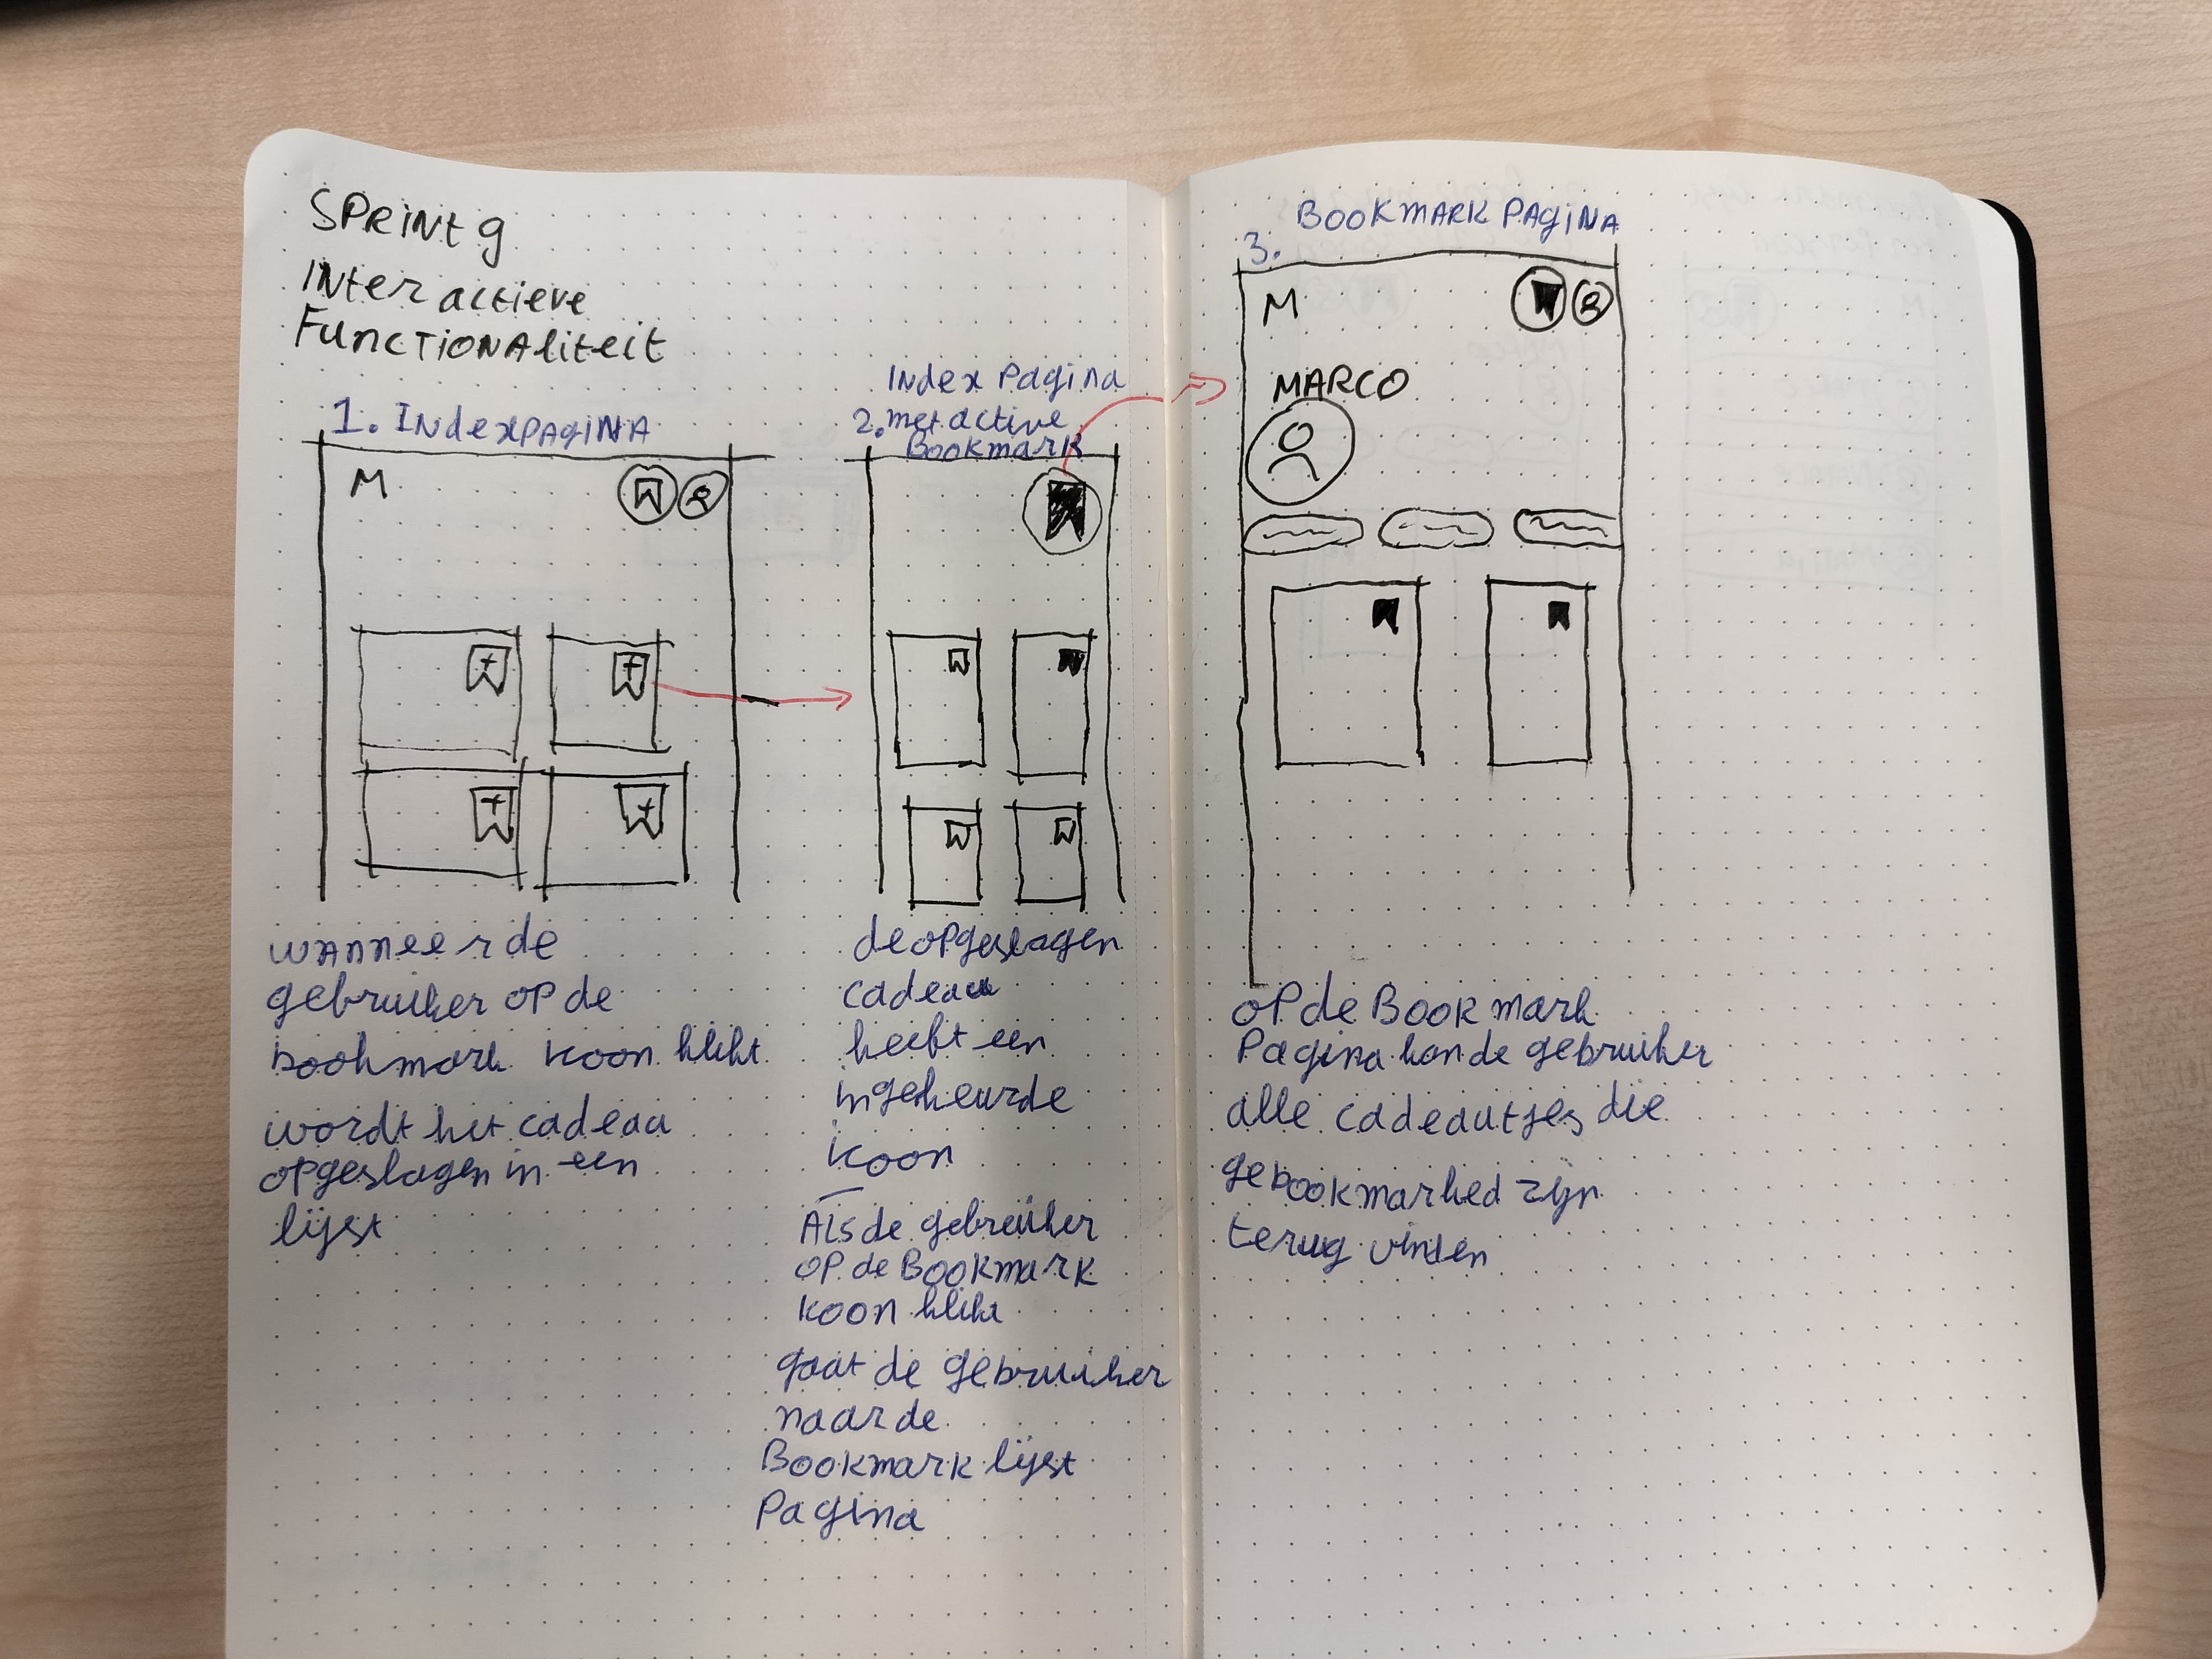 SPRINT 9
INTERACTIEVE
FUNCTIONALITEIT
1. INDEXPAGINA
M
wanneer de
gebruiker op de
bookmark icoon klikt
wordt het cadeau
opgeslagen in een
lijst
Index Pagina
2. met active
Bookmark
de opgeslagen
cadeau
heeft een
ingekeurde
icoon
Als de gebruiker
op de Bookmark
icoon klikt
gaat de gebruiker
naar de
Bookmark lijst
Pagina
BOOKMARK PAGINA
3.
M
MARCO
op de Bookmark
Pagina kan de gebruiker
alle cadeautjes die
gebookmarked zijn
terug vinden